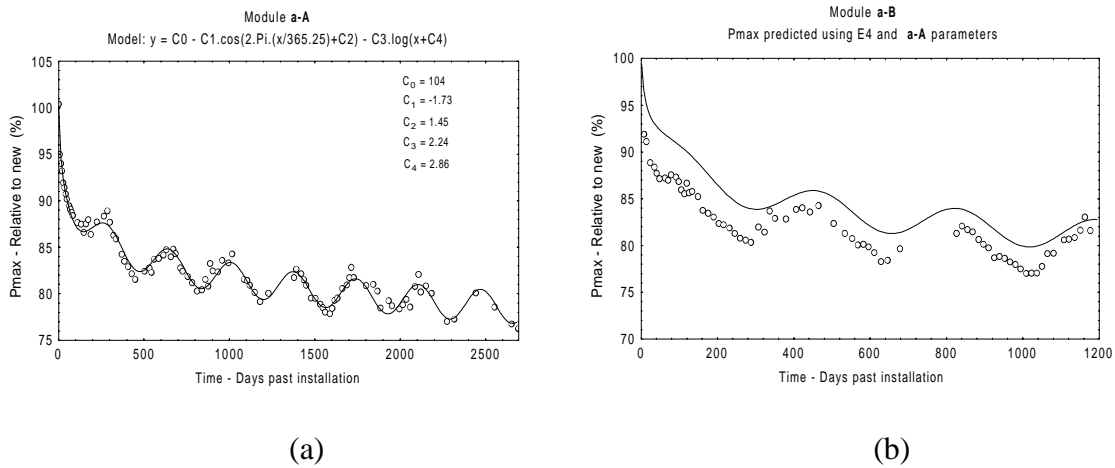 Module a-A
Model: y = C0 - C1.cos(2.Pi.(x/365.25)+C2) - C3.log(x+C4)
105
100
95
90
85
80
75
Pmax - Relative to new (%)
C0 = 104
C1 = -1.73
C2 = 1.45
C3 = 2.24
C4 = 2.86
0 500 1000 1500 2000 2500
Time - Days past installation
(a)
Module a-B
Pmax predicted using E4 and a-A parameters
100
95
90
85
80
75
70
Pmax - Relative to new (%)
0 200 400 600 800 1000 1200
Time - Days past installation
(b)